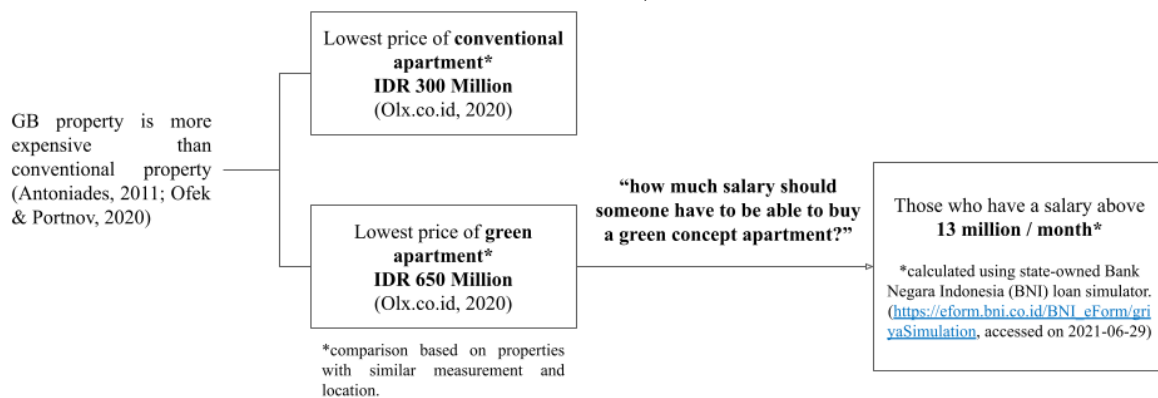 GB property is more
expensive than
conventional property
(Antoniades, 2011; Ofek
& Portnov, 2020)
Lowest price of conventional
apartment*
IDR 300 Million
(Olx.co.id, 2020)
Lowest price of green
apartment*
IDR 650 Million
(Olx.co.id, 2020)
*comparison based on properties
with similar measurement and
location.
“how much salary should
someone have to be able to buy
a green concept apartment?”
Those who have a salary above
13 million / month*
*calculated using state-owned Bank
Negara Indonesia (BNI) loan simulator.
(https://eform.bni.co.id/BNI_eForm/gri
yaSimulation, accessed on 2021-06-29)